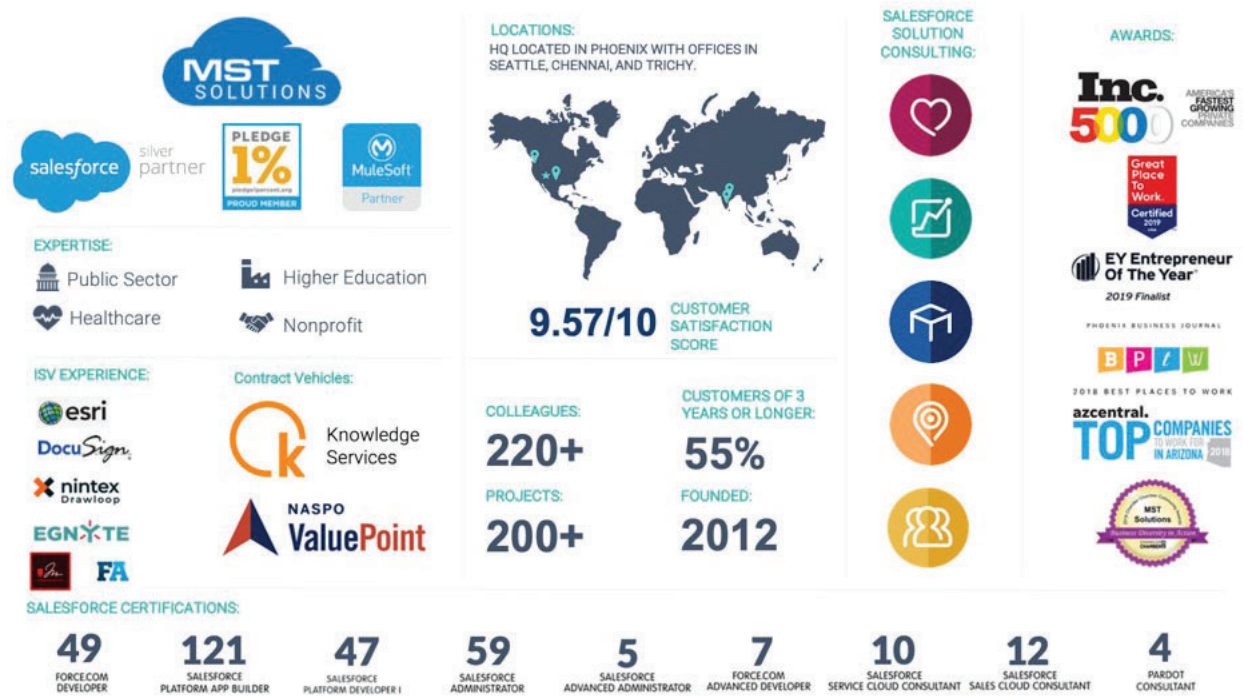 MST
SOLUTIONS
salesforce
silver
partner
PLEDGE
1%
pledge1percent.org
PROUD MEMBER
MuleSoft
Partner
EXPERTISE:
Public Sector
Higher Education
Healthcare
Nonprofit
ISV EXPERIENCE:
esri
DocuSign
nintex
Drawloop
EGNYTE
FA
Contract Vehicles:
k
Knowledge
Services
NASPO
ValuePoint
LOCATIONS:
HQ LOCATED IN PHOENIX WITH OFFICES IN
SEATTLE, CHENNAI, AND TRICHY.
9.57/10
CUSTOMER
SATISFACTION
SCORE
COLLEAGUES:
220+
CUSTOMERS OF 3
YEARS OR LONGER:
55%
PROJECTS:
200+
FOUNDED:
2012
SALESFORCE
SOLUTION
CONSULTING:
AWARDS:
Inc.
5000
AMERICA'S
FASTEST
GROWING
PRIVATE
COMPANIES
Great
Place
To
Work.
Certified
2019
USA
EY Entrepreneur
Of The Year
2019 Finalist
PHOENIX BUSINESS JOURNAL
BPtW
2018 BEST PLACES TO WORK
azcentral.
TOP COMPANIES
TO WORK FOR
IN ARIZONA 2018
MST
Solutions
Business Diversity in Action
SALESFORCE CERTIFICATIONS:
49
FORCE.COM
DEVELOPER
121
SALESFORCE
PLATFORM APP BUILDER
47
SALESFORCE
PLATFORM DEVELOPER I
59
SALESFORCE
ADMINISTRATOR
5
SALESFORCE
ADVANCED ADMINISTRATOR
7
FORCE.COM
ADVANCED DEVELOPER
10
SALESFORCE
SERVICE CLOUD CONSULTANT
12
SALESFORCE
SALES CLOUD CONSULTANT
4
PARDOT
CONSULTANT